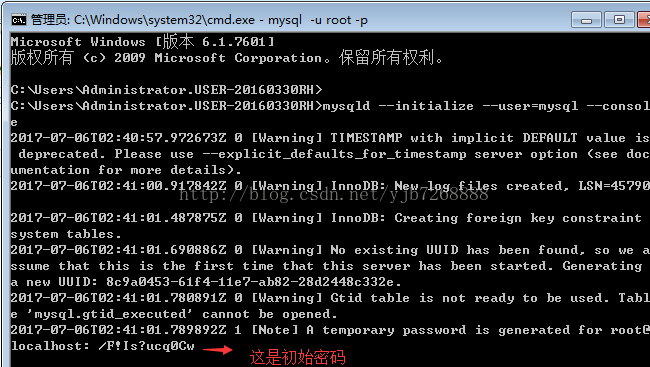 管理员: C:\Windows\system32\cmd.exe - mysql  -u root -p
Microsoft Windows [版本 6.1.7601]
版权所有 (c) 2009 Microsoft Corporation。保留所有权利。
C:\Users\Administrator.USER-20160330RH>
C:\Users\Administrator.USER-20160330RH>mysqld --initialize --user=mysql --consol
e
2017-07-06T02:40:57.972673Z 0 [Warning] TIMESTAMP with implicit DEFAULT value is
 deprecated. Please use --explicit_defaults_for_timestamp server option (see doc
umentation for more details).
2017-07-06T02:41:00.917842Z 0 [Warning] InnoDB: New log files created, LSN=45790
http://blog.csdn.net/yjb7268888
2017-07-06T02:41:01.487875Z 0 [Warning] InnoDB: Creating foreign key constraint
system tables.
2017-07-06T02:41:01.690886Z 0 [Warning] No existing UUID has been found, so we a
ssume that this is the first time that this server has been started. Generating
a new UUID: 8c9a0453-61f4-11e7-ab82-28d2448c332e.
2017-07-06T02:41:01.780891Z 0 [Warning] Gtid table is not ready to be used. Tabl
e 'mysql.gtid_executed' cannot be opened.
2017-07-06T02:41:01.789892Z 1 [Note] A temporary password is generated for root@
localhost: /F!Is?ucq0Cw
这是初始密码